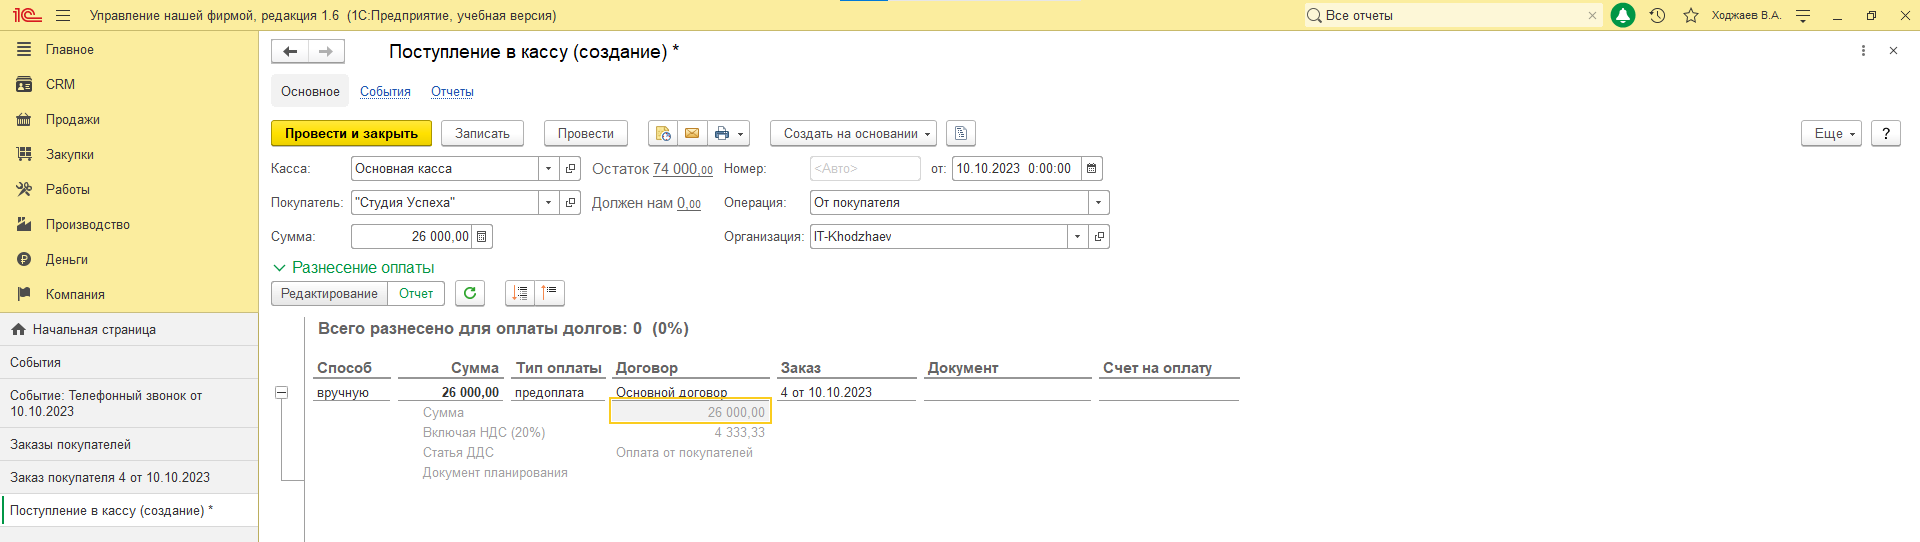 1С Управление нашей фирмой, редакция 1.6 (1С:Предприятие, учебная версия) Все отчеты × Ходжаев В.А.
Главное
CRM
Продажи
Закупки
Работы
Производство
Деньги
Компания
Начальная страница
События
Событие: Телефонный звонок от
10.10.2023
Заказы покупателей
Заказ покупателя 4 от 10.10.2023
Поступление в кассу (создание) *
Поступление в кассу (создание) *
Основное События Отчеты
Провести и закрыть Записать Провести Создать на основании Еще ?
Касса: Основная касса Остаток 74 000,00 Номер: <Авто> от: 10.10.2023 0:00:00
Покупатель: "Студия Успеха" Должен нам 0,00 Операция: От покупателя
Сумма: 26 000,00 Организация: IT-Khodzhaev
Разнесение оплаты
Редактирование Отчет
Всего разнесено для оплаты долгов: 0 (0%)
Способ Сумма Тип оплаты Договор Заказ Документ Счет на оплату
вручную 26 000,00 предоплата Основной договор 4 от 10.10.2023
Сумма 26 000,00
Включая НДС (20%) 4 333,33
Статья ДДС Оплата от покупателей
Документ планирования